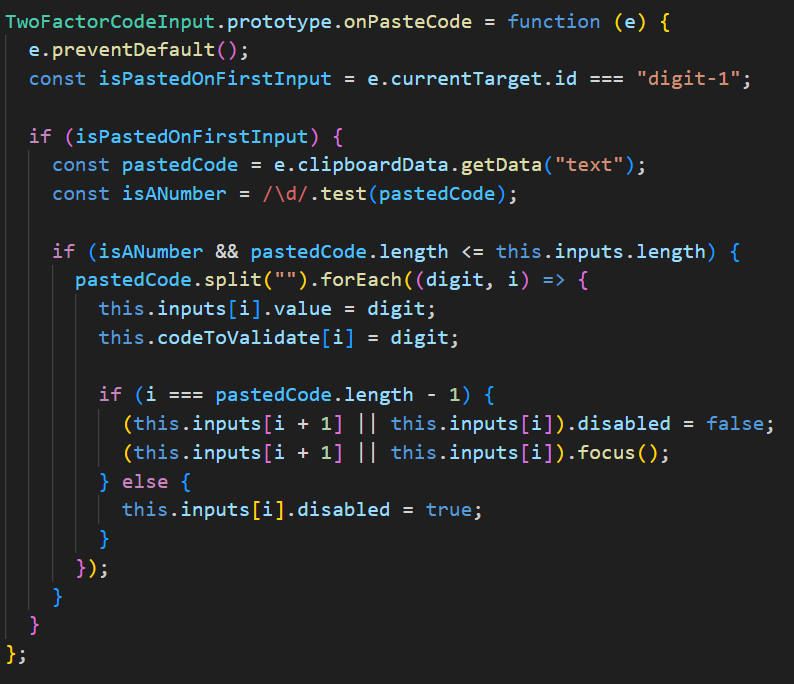 TwoFactorCodeInput.prototype.onPasteCode = function (e) {
  e.preventDefault();
  const isPastedOnFirstInput = e.currentTarget.id === "digit-1";

  if (isPastedOnFirstInput) {
    const pastedCode = e.clipboardData.getData("text");
    const isANumber = /\d/.test(pastedCode);

    if (isANumber && pastedCode.length <= this.inputs.length) {
      pastedCode.split("").forEach((digit, i) => {
        this.inputs[i].value = digit;
        this.codeToValidate[i] = digit;

        if (i === pastedCode.length - 1) {
          (this.inputs[i + 1] || this.inputs[i]).disabled = false;
          (this.inputs[i + 1] || this.inputs[i]).focus();
        } else {
          this.inputs[i].disabled = true;
        }
      });
    }
  }
};